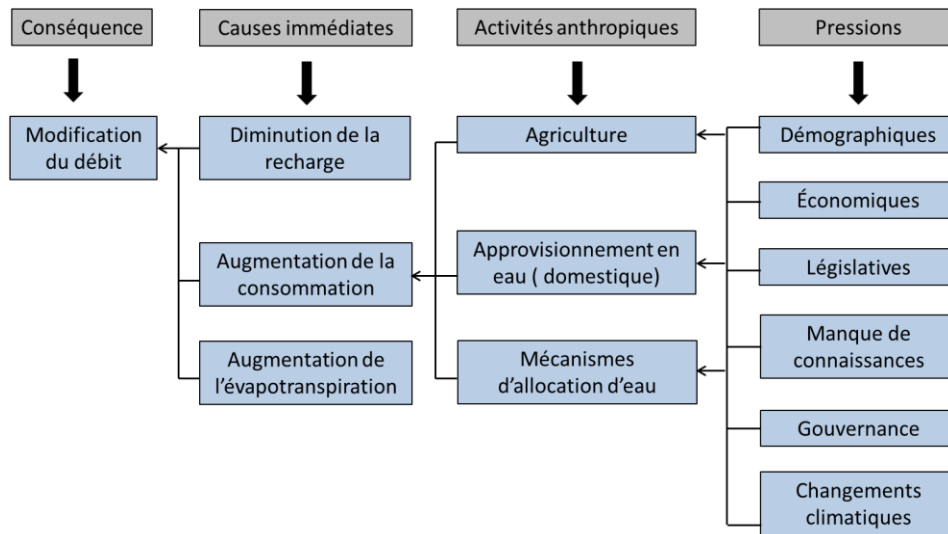 Conséquence
Causes immédiates
Activités anthropiques
Pressions
Modification
du débit
Diminution de la
recharge
Augmentation de la
consommation
Augmentation de
l'évapotranspiration
Agriculture
Approvisionnement en
eau ( domestique)
Mécanismes
d'allocation d'eau
Démographiques
Économiques
Législatives
Manque de
connaissances
Gouvernance
Changements
climatiques